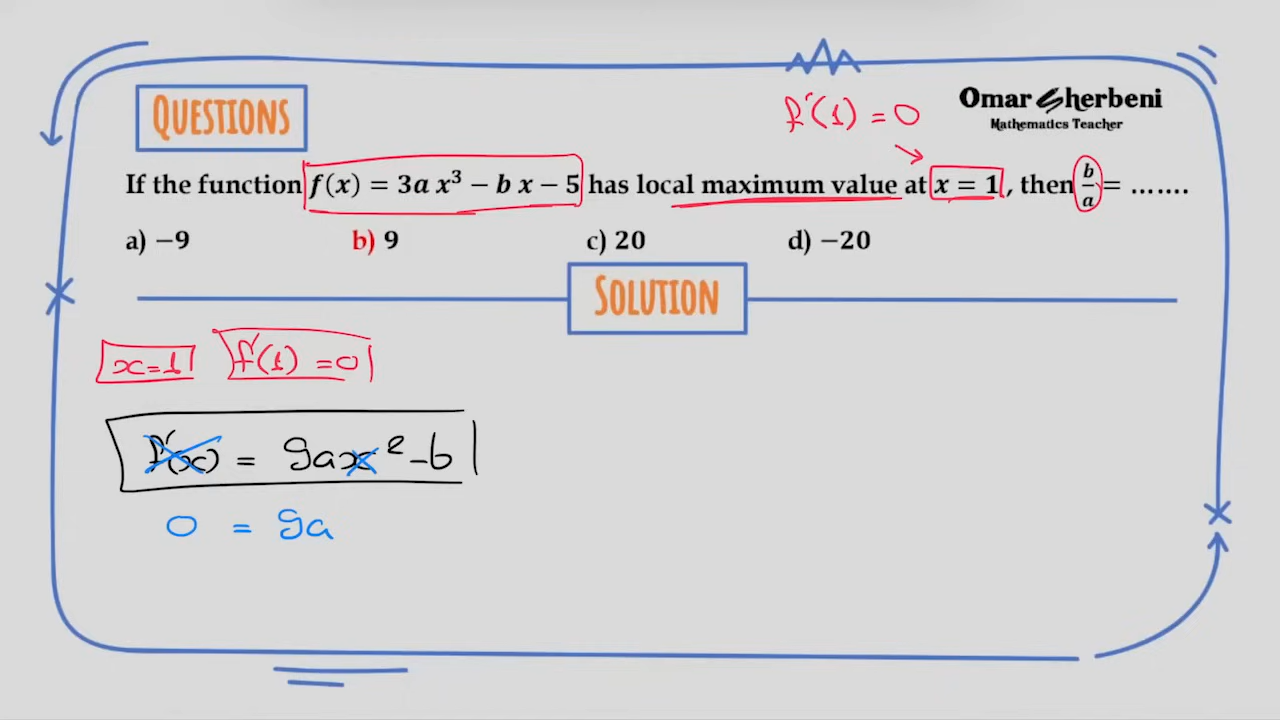 QUESTIONS
f'(1) = 0
Omar Sherbeni
Mathematics Teacher
If the function f(x) = 3a x³ − b x − 5 has local maximum value at x = 1, then b/a = .......
a) −9 b) 9 c) 20 d) −20
SOLUTION
x=1 f'(1) = 0
f'(x) = 9ax² - b
0 = 9a